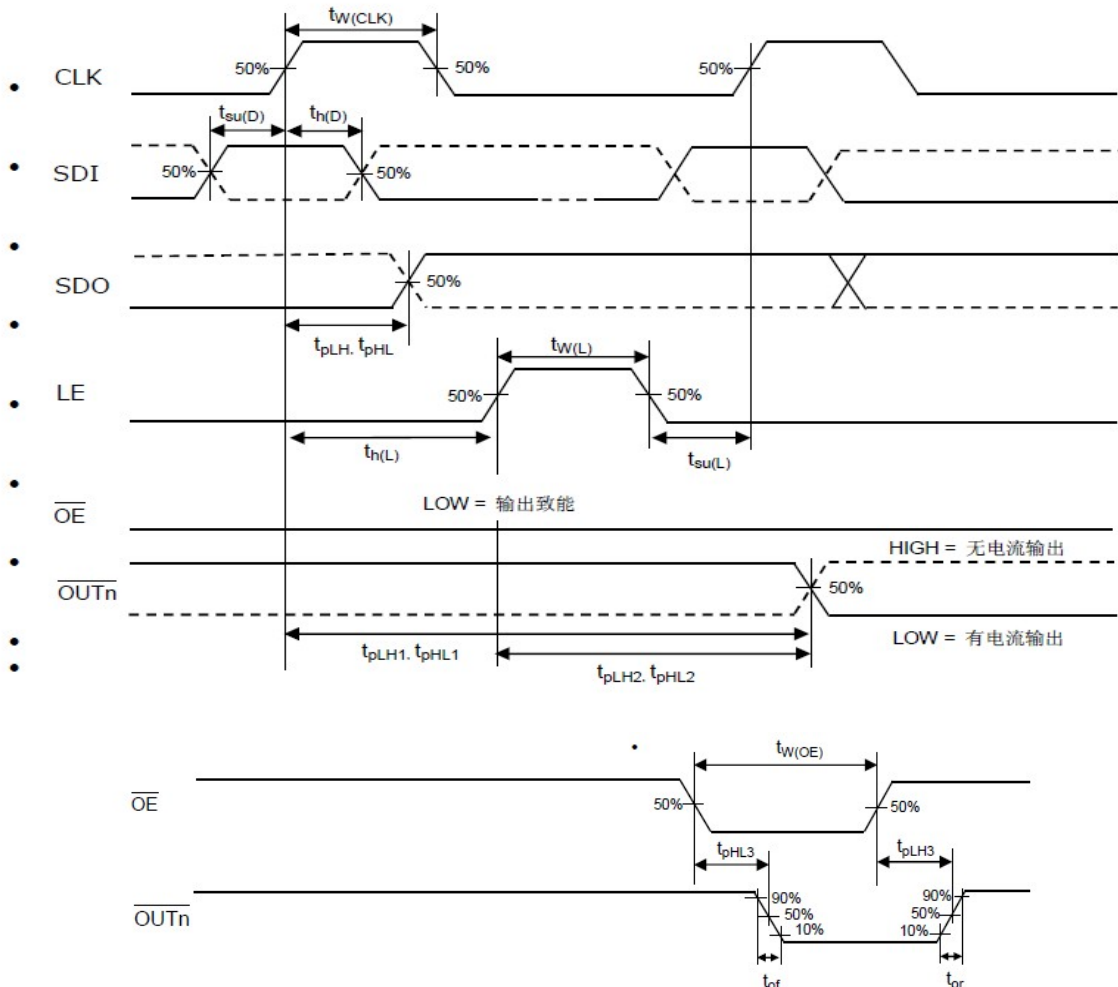 tW(CLK)
CLK
50%
50%
50%
tsu(D)
th(D)
SDI
50%
50%
SDO
50%
tpLH. tpHL
tW(L)
LE
50%
50%
th(L)
tsu(L)
LOW = 输出致能
OE
HIGH = 无电流输出
OUTn
50%
LOW = 有电流输出
tpLH1. tpHL1
tpLH2. tpHL2
tW(OE)
OE
50%
50%
tpHL3
tpLH3
OUTn
90%
50%
10%
90%
50%
10%
tof
tor